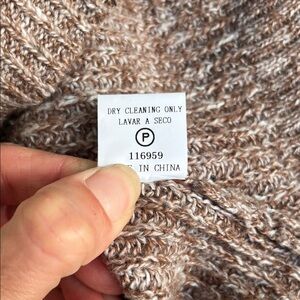 DRY CLEANING ONLY
LAVAR A SECO
P
116959
IN CHINA